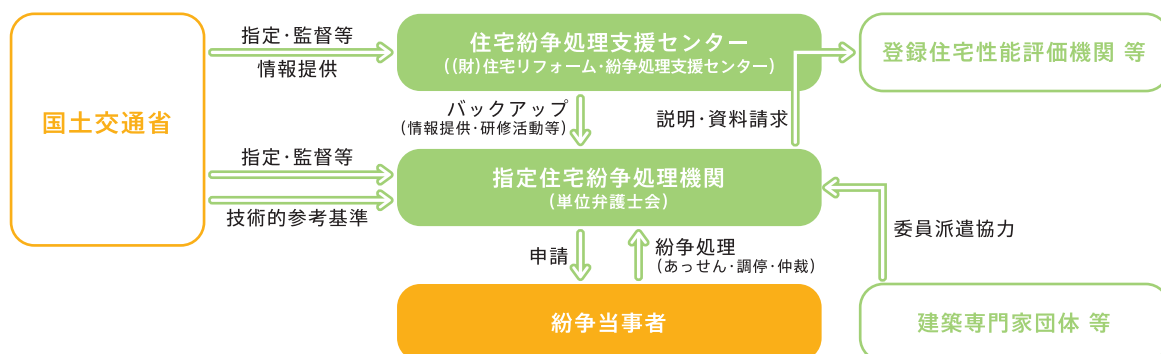 国土交通省
指定・監督等
情報提供
住宅紛争処理支援センター
((財)住宅リフォーム・紛争処理支援センター)
登録住宅性能評価機関 等
バックアップ
(情報提供・研修活動等)
説明・資料請求
指定・監督等
技術的参考基準
指定住宅紛争処理機関
(単位弁護士会)
委員派遣協力
申請
紛争処理
(あっせん・調停・仲裁)
紛争当事者
建築専門家団体 等